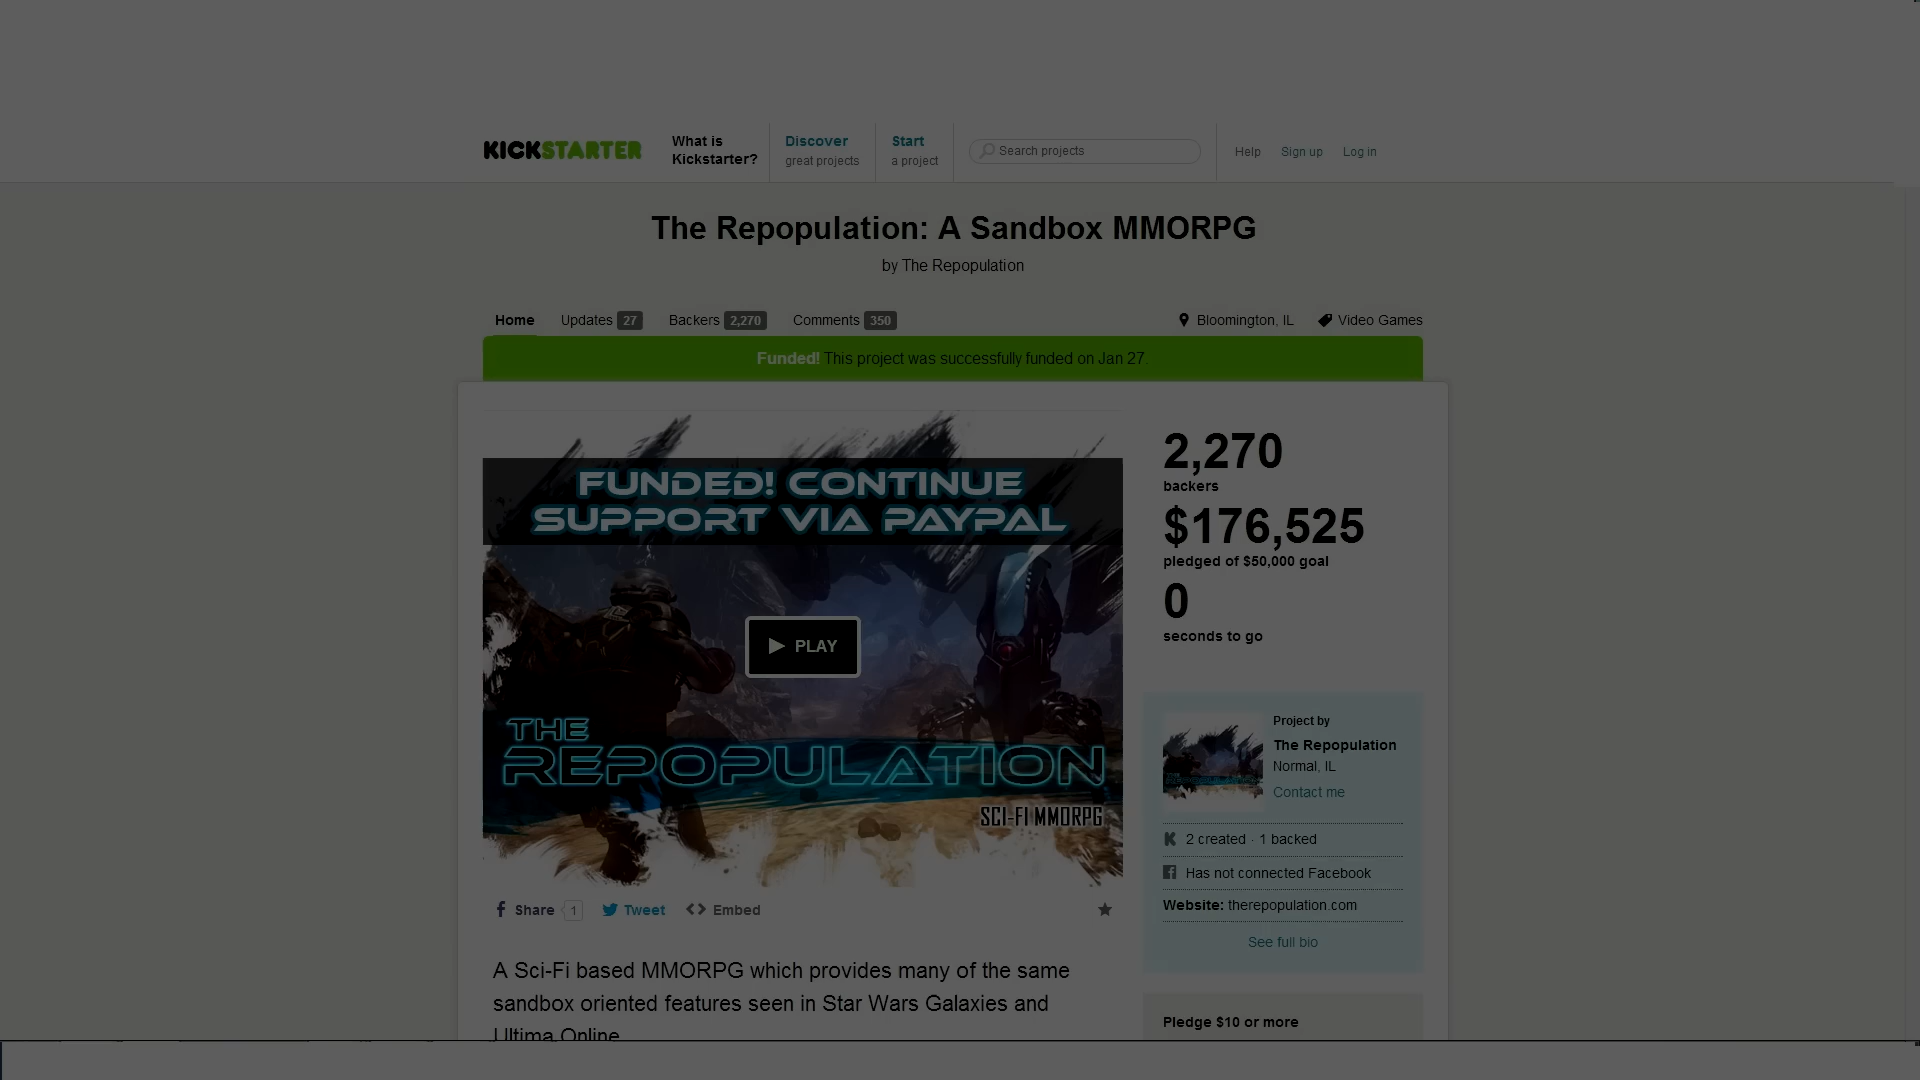 KICKSTARTER
What is
Kickstarter?
Discover
great projects
Start
a project
Search projects
Help
Sign up
Log in
The Repopulation: A Sandbox MMORPG
by The Repopulation
Home
Updates 27
Backers 2,270
Comments 350
Bloomington, IL
Video Games
Funded! This project was successfully funded on Jan 27.
FUNDED! CONTINUE
SUPPORT VIA PAYPAL
PLAY
THE
REPOPULATION
SCI-FI MMORPG
2,270
backers
$176,525
pledged of $50,000 goal
0
seconds to go
Project by
The Repopulation
Normal, IL
Contact me
2 created · 1 backed
Has not connected Facebook
Website: therepopulation.com
See full bio
Share 1
Tweet
Embed
A Sci-Fi based MMORPG which provides many of the same
sandbox oriented features seen in Star Wars Galaxies and
Ultima Online
Pledge $10 or more